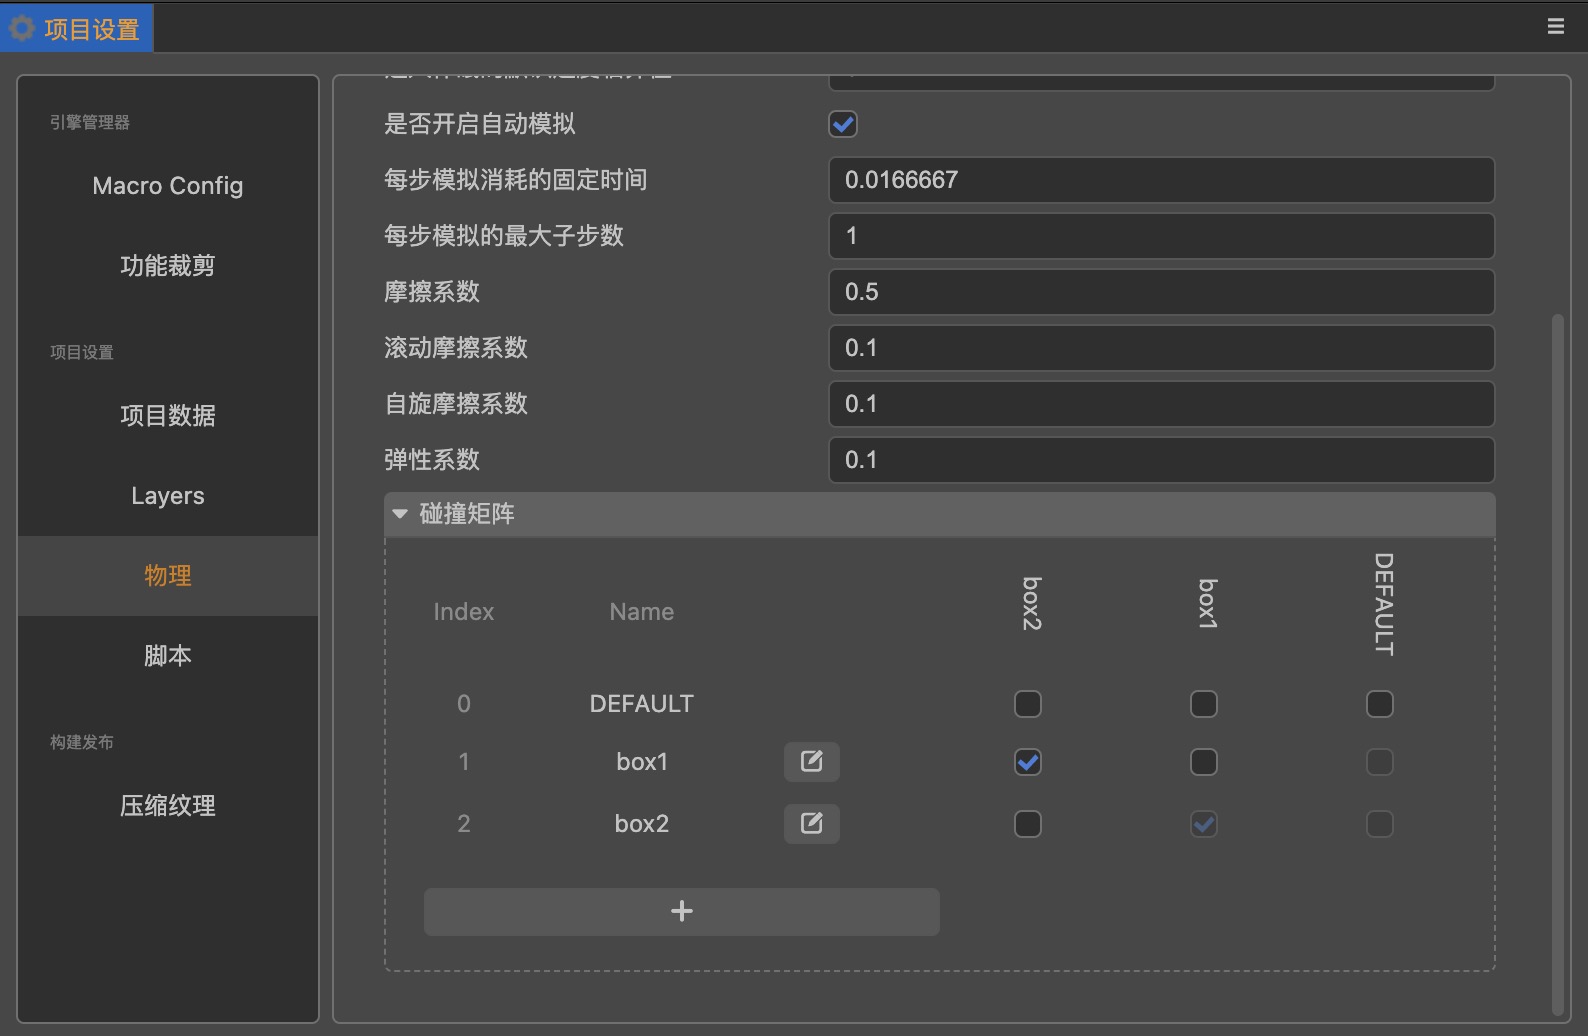 项目设置
引擎管理器
Macro Config
功能裁剪
项目设置
项目数据
Layers
物理
脚本
构建发布
压缩纹理
是否开启自动模拟
每步模拟消耗的固定时间 0.0166667
每步模拟的最大子步数 1
摩擦系数 0.5
滚动摩擦系数 0.1
自旋摩擦系数 0.1
弹性系数 0.1
碰撞矩阵
Index Name box2 box1 DEFAULT
0 DEFAULT
1 box1
2 box2
+